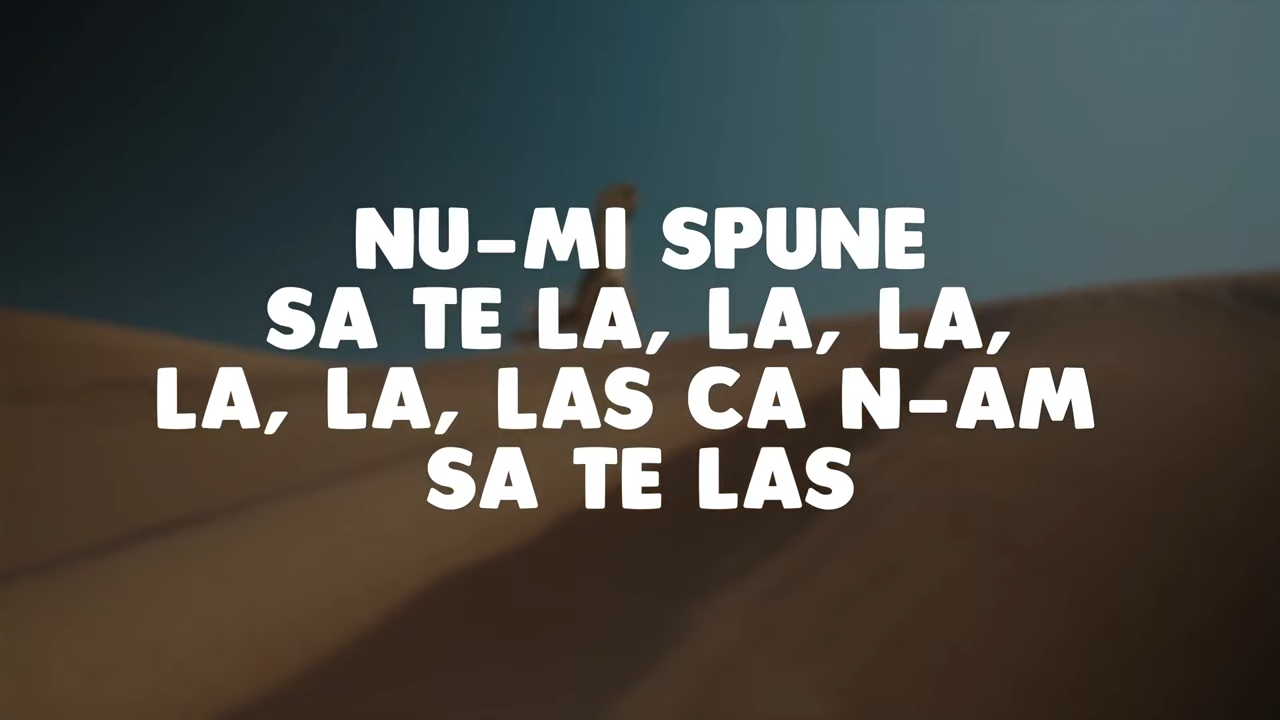 NU-MI SPUNE
SA TE LA, LA, LA,
LA, LA, LAS CA N-AM
SA TE LAS